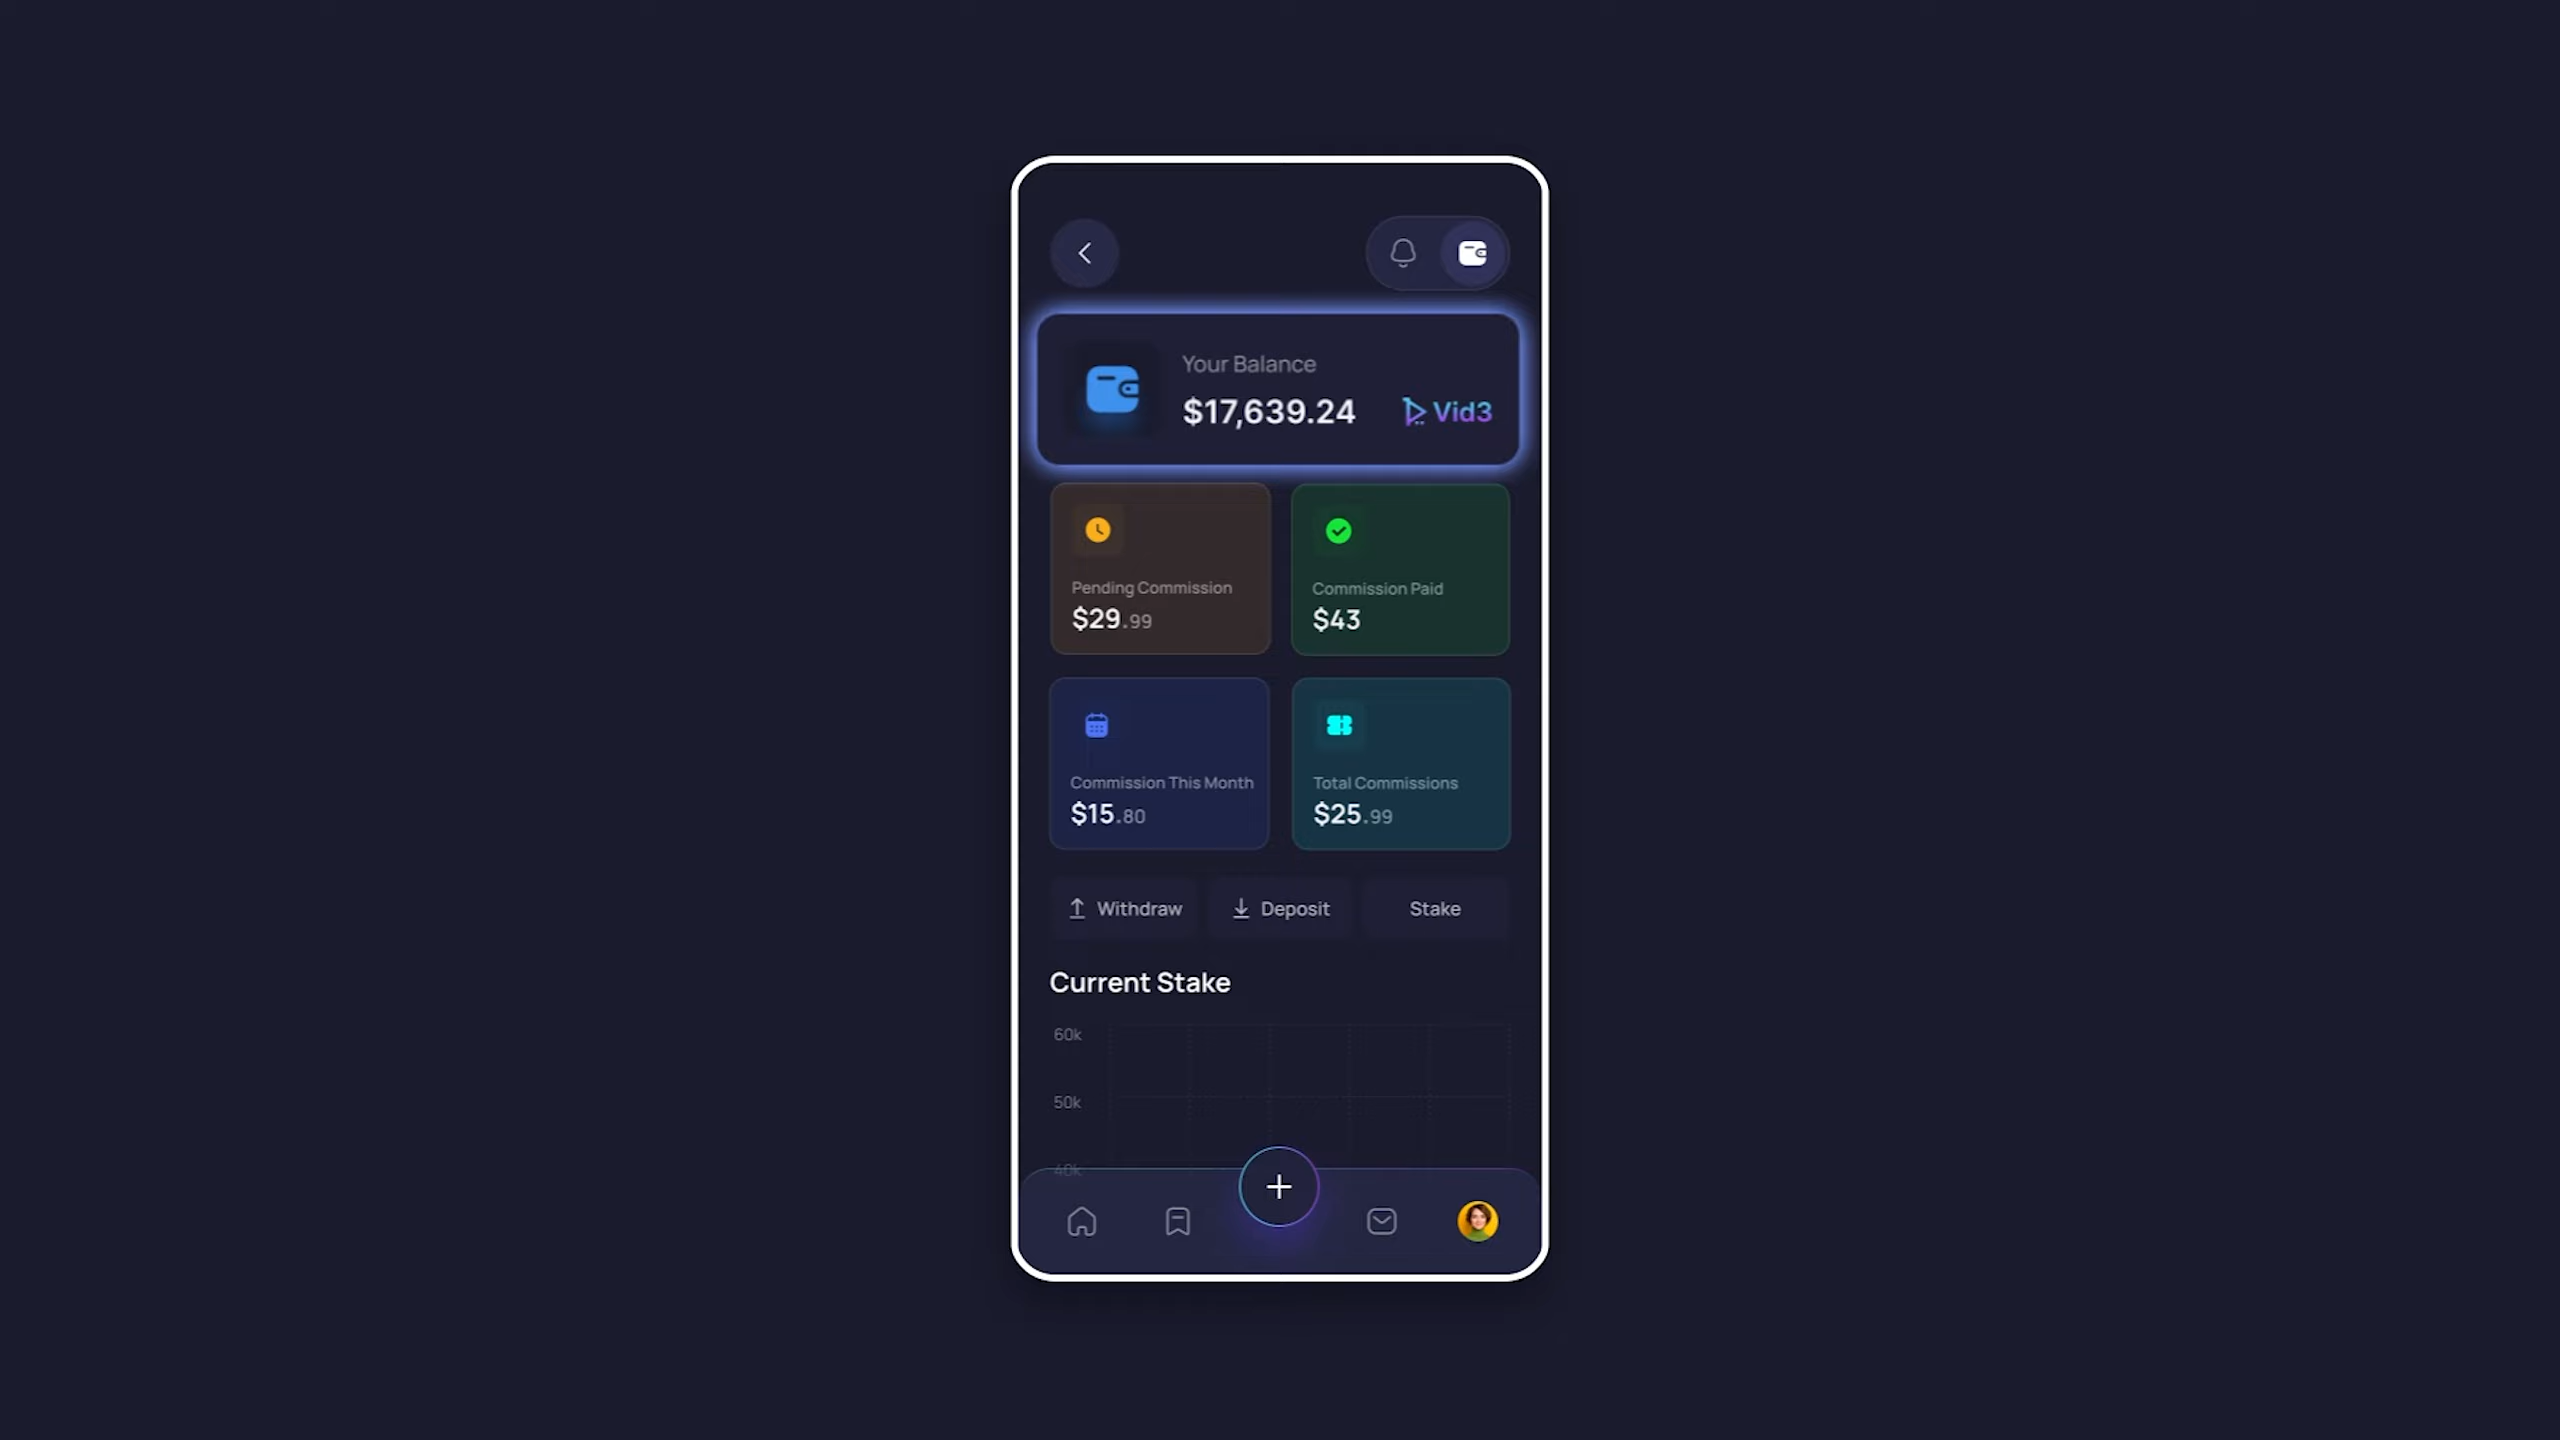 Your Balance
$17,639.24
Vid3
Pending Commission
$29.99
Commission Paid
$43
Commission This Month
$15.80
Total Commissions
$25.99
Withdraw
Deposit
Stake
Current Stake
60k
50k
40k